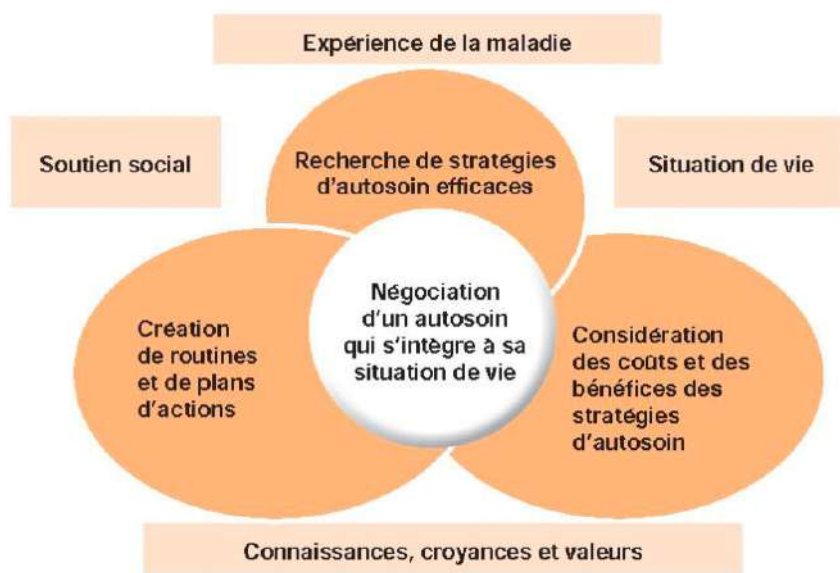 Expérience de la maladie
Soutien social
Recherche de stratégies
d'autosoin efficaces
Situation de vie
Négociation
d'un autosoin
qui s'intègre à sa
situation de vie
Création
de routines
et de plans
d'actions
Considération
des coûts et des
bénéfices des
stratégies
d'autosoin
Connaissances, croyances et valeurs